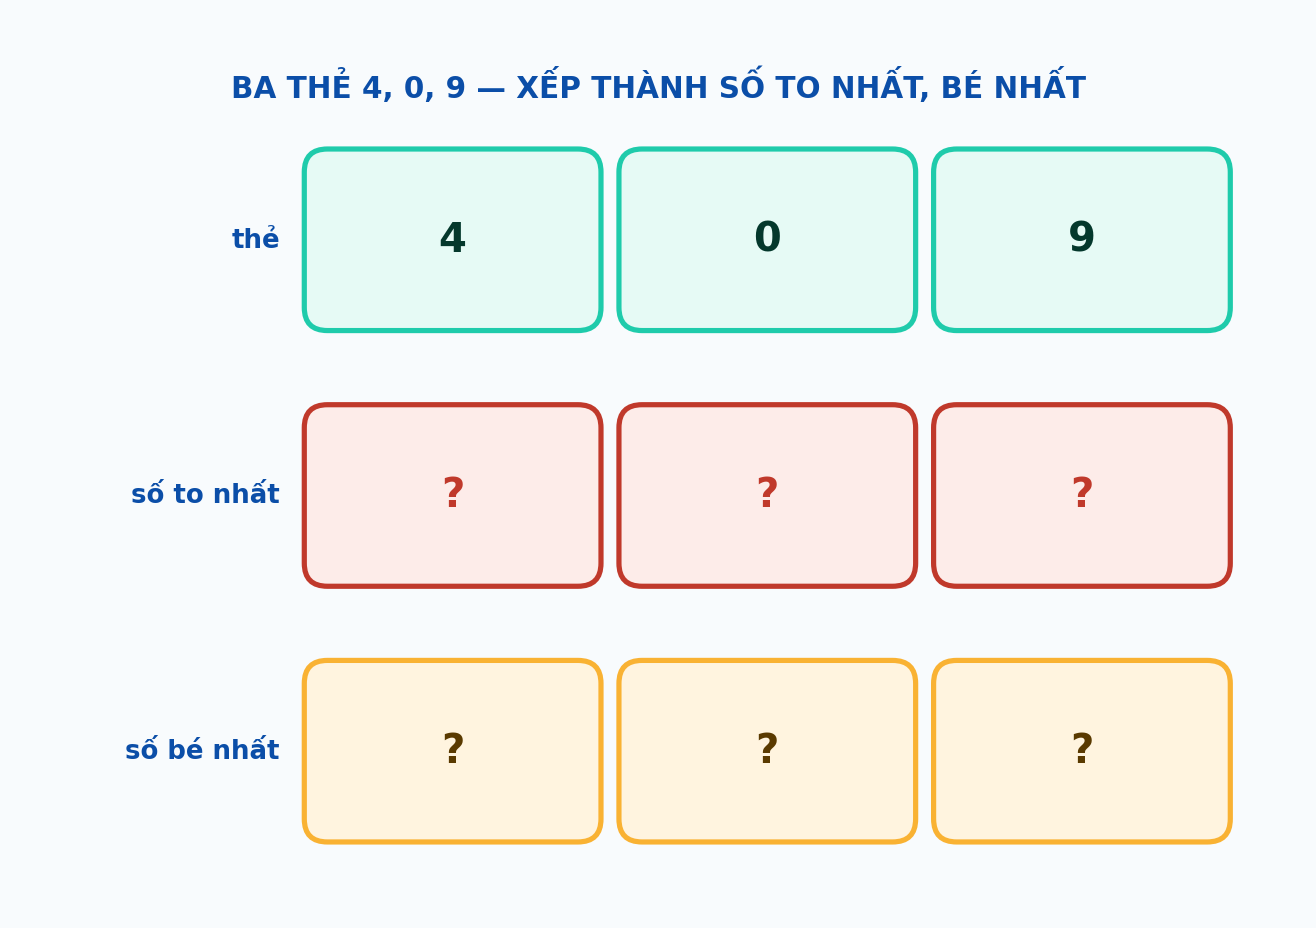 BA THẺ 4, 0, 9 — XẾP THÀNH SỐ TO NHẤT, BÉ NHẤT
thẻ 4 0 9
số to nhất ? ? ?
số bé nhất ? ? ?